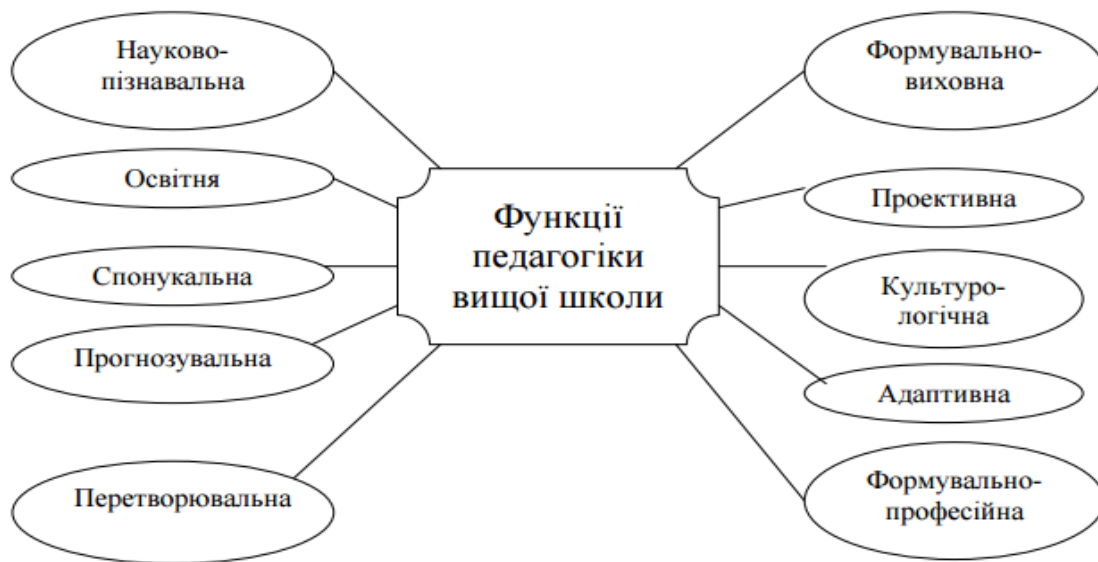 Науково-
пізнавальна
Освітня
Спонукальна
Прогнозувальна
Перетворювальна
Функції
педагогіки
вищої школи
Формувально-
виховна
Проективна
Культуро-
логічна
Адаптивна
Формувально-
професійна